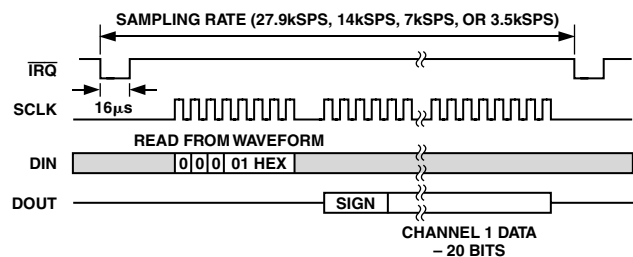 SAMPLING RATE (27.9kSPS, 14kSPS, 7kSPS, OR 3.5kSPS)
IRQ
16μs
SCLK
READ FROM WAVEFORM
DIN
0 0 0 01 HEX
DOUT
SIGN
CHANNEL 1 DATA
– 20 BITS